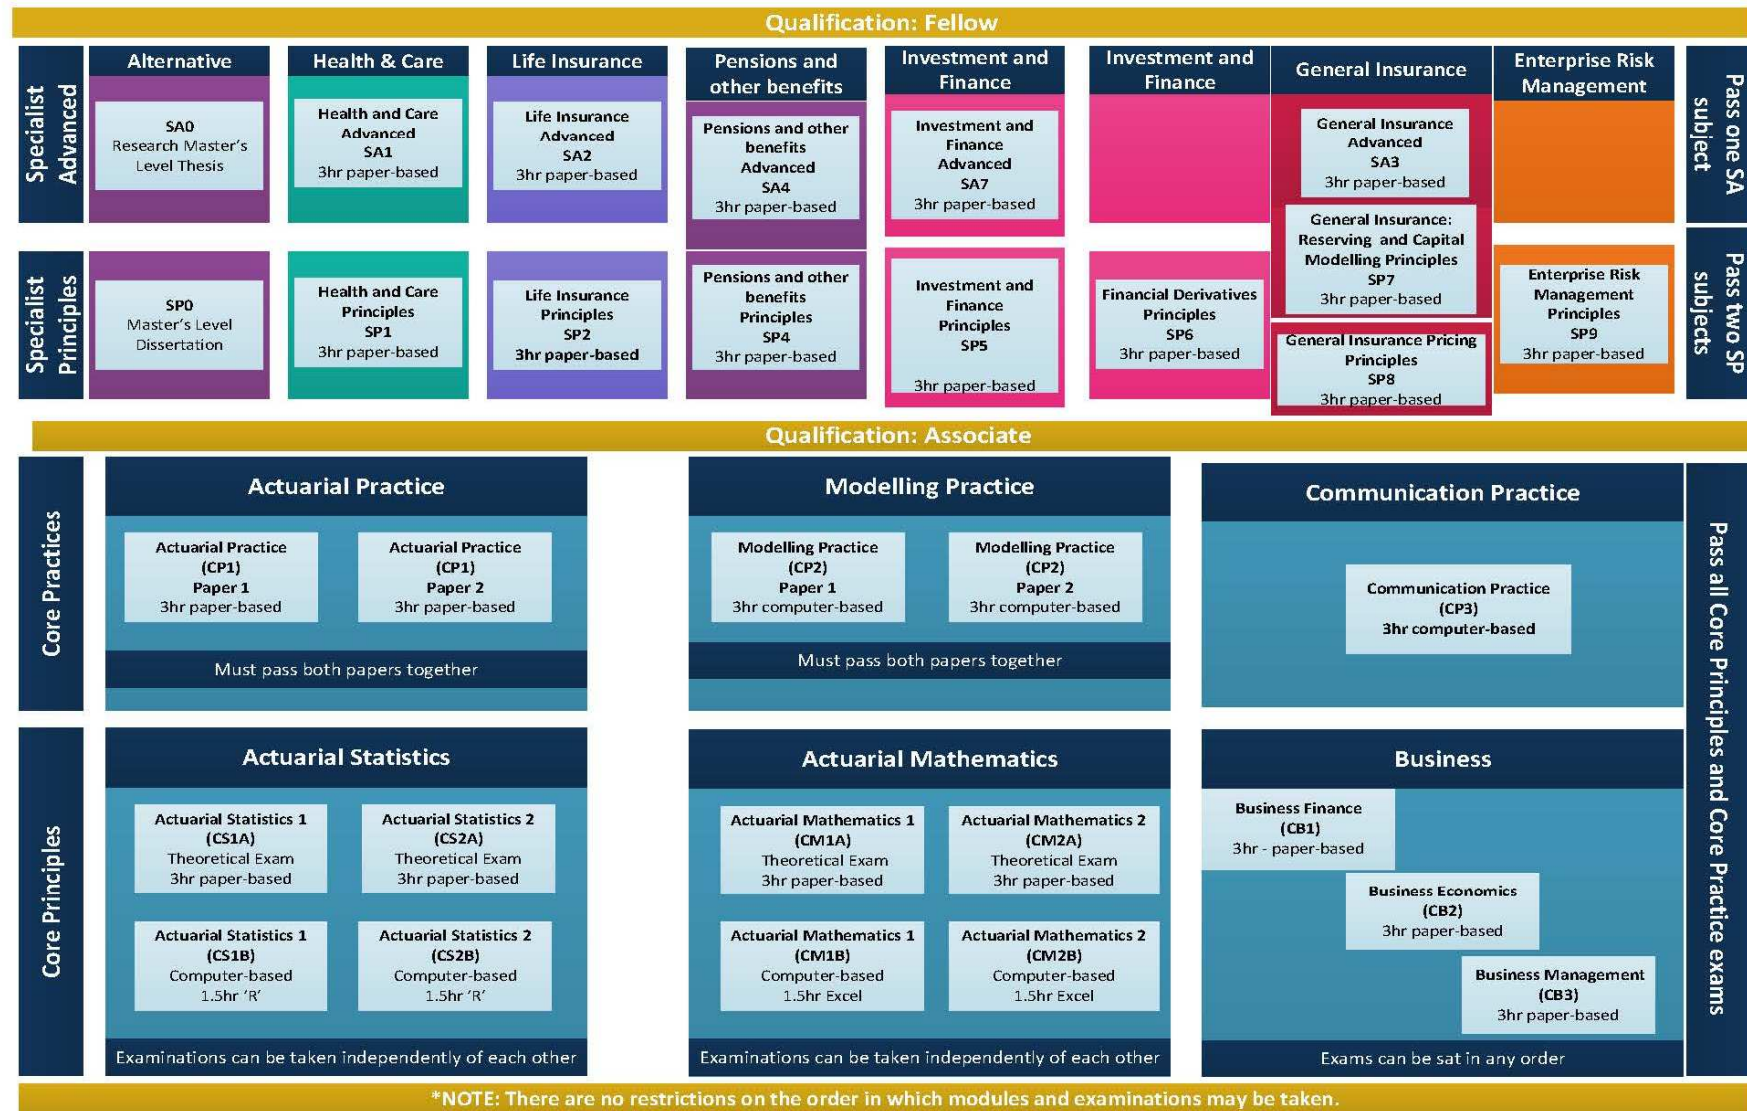 Qualification: Fellow
Specialist
Advanced
Alternative
SA0
Research Master's
Level Thesis
Health & Care
Health and Care
Advanced
SA1
3hr paper-based
Life Insurance
Life Insurance
Advanced
SA2
3hr paper-based
Pensions and
other benefits
Pensions and other
benefits
Advanced
SA4
3hr paper-based
Investment and
Finance
Investment and
Finance
Advanced
SA7
3hr paper-based
Investment and
Finance
General Insurance
General Insurance
Advanced
SA3
3hr paper-based
Enterprise Risk
Management
Pass one SA
subject
Specialist
Principles
SP0
Master's Level
Dissertation
Health and Care
Principles
SP1
3hr paper-based
Life Insurance
Principles
SP2
3hr paper-based
Pensions and other
benefits
Principles
SP4
3hr paper-based
Investment and
Finance
Principles
SP5
3hr paper-based
Financial Derivatives
Principles
SP6
3hr paper-based
General Insurance:
Reserving and Capital
Modelling Principles
SP7
3hr paper-based
General Insurance Pricing
Principles
SP8
3hr paper-based
Enterprise Risk
Management
Principles
SP9
3hr paper-based
Pass two SP
subjects
Qualification: Associate
Core Practices
Actuarial Practice
Actuarial Practice
(CP1)
Paper 1
3hr paper-based
Actuarial Practice
(CP1)
Paper 2
3hr paper-based
Must pass both papers together
Modelling Practice
Modelling Practice
(CP2)
Paper 1
3hr computer-based
Modelling Practice
(CP2)
Paper 2
3hr computer-based
Must pass both papers together
Communication Practice
Communication Practice
(CP3)
3hr computer-based
Pass all Core Principles and Core Practice exams
Core Principles
Actuarial Statistics
Actuarial Statistics 1
(CS1A)
Theoretical Exam
3hr paper-based
Actuarial Statistics 2
(CS2A)
Theoretical Exam
3hr paper-based
Actuarial Statistics 1
(CS1B)
Computer-based
1.5hr 'R'
Actuarial Statistics 2
(CS2B)
Computer-based
1.5hr 'R'
Examinations can be taken independently of each other
Actuarial Mathematics
Actuarial Mathematics 1
(CM1A)
Theoretical Exam
3hr paper-based
Actuarial Mathematics 2
(CM2A)
Theoretical Exam
3hr paper-based
Actuarial Mathematics 1
(CM1B)
Computer-based
1.5hr Excel
Actuarial Mathematics 2
(CM2B)
Computer-based
1.5hr Excel
Examinations can be taken independently of each other
Business
Business Finance
(CB1)
3hr - paper-based
Business Economics
(CB2)
3hr paper-based
Business Management
(CB3)
3hr paper-based
Exams can be sat in any order
*NOTE: There are no restrictions on the order in which modules and examinations may be taken.